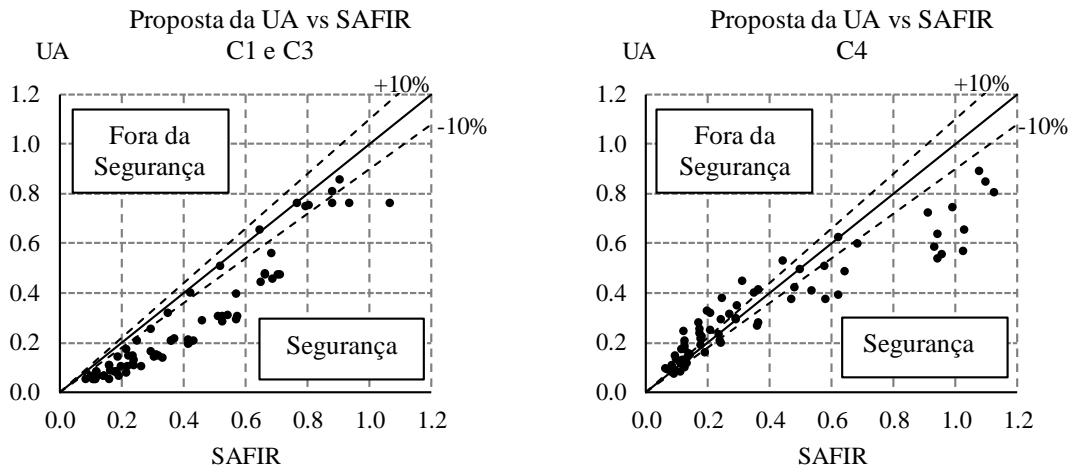 Proposta da UA vs SAFIR
C1 e C3
UA
+10%
-10%
Fora da
Segurança
Segurança
1.2
1.0
0.8
0.6
0.4
0.2
0.0
0.0 0.2 0.4 0.6 0.8 1.0 1.2
SAFIR
Proposta da UA vs SAFIR
C4
UA
+10%
-10%
Fora da
Segurança
Segurança
1.2
1.0
0.8
0.6
0.4
0.2
0.0
0.0 0.2 0.4 0.6 0.8 1.0 1.2
SAFIR